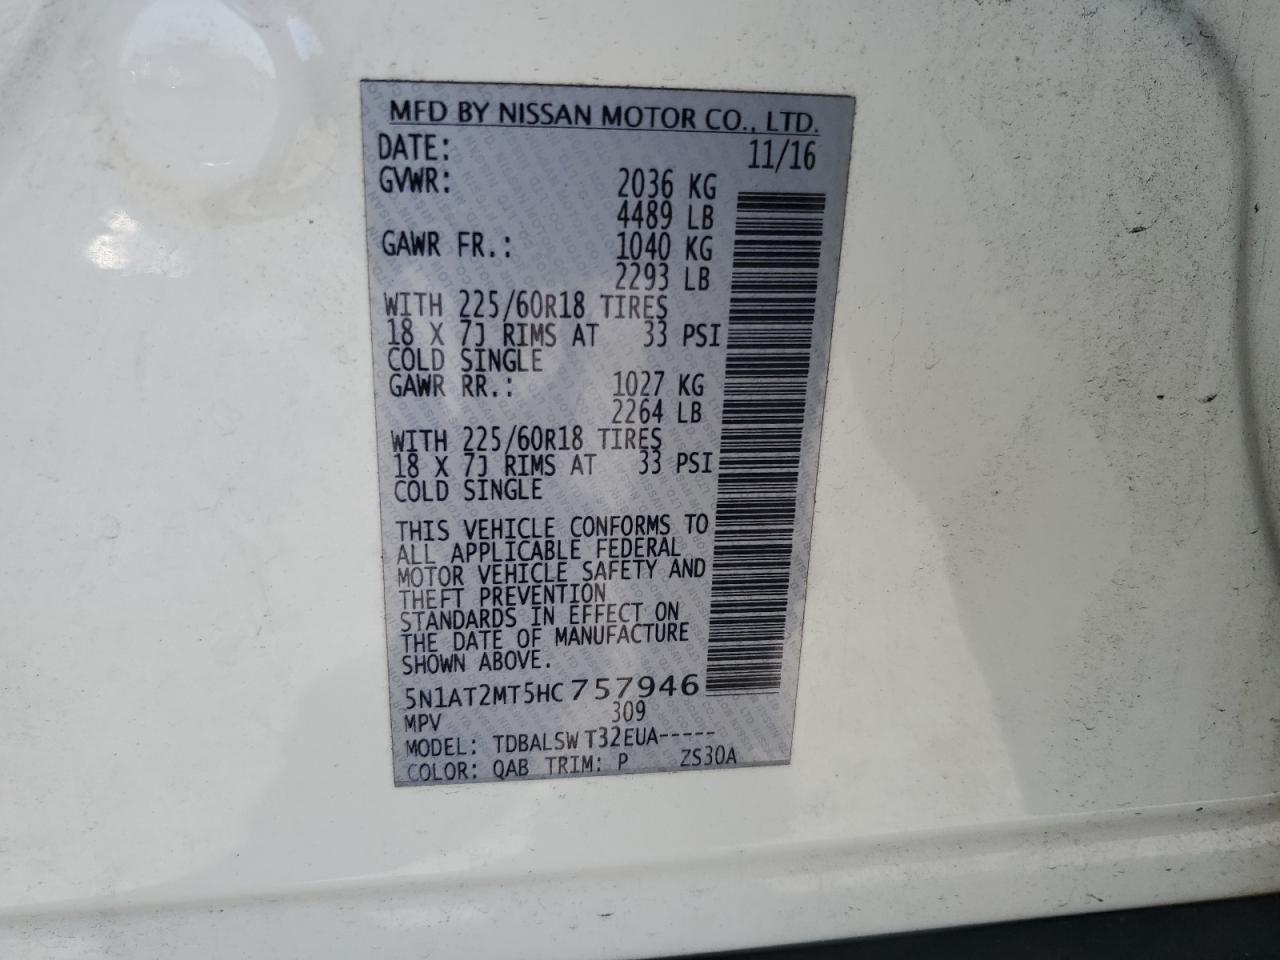 MFD BY NISSAN MOTOR CO., LTD.
DATE: 11/16
GVWR: 2036 KG
4489 LB
GAWR FR.: 1040 KG
2293 LB
WITH 225/60R18 TIRES
18 X 7J RIMS AT 33 PSI
COLD SINGLE
GAWR RR.: 1027 KG
2264 LB
WITH 225/60R18 TIRES
18 X 7J RIMS AT 33 PSI
COLD SINGLE
THIS VEHICLE CONFORMS TO
ALL APPLICABLE FEDERAL
MOTOR VEHICLE SAFETY AND
THEFT PREVENTION
STANDARDS IN EFFECT ON
THE DATE OF MANUFACTURE
SHOWN ABOVE.
5N1AT2MT5HC757946
MPV 309
MODEL: TDBALSW T32EUA-----
COLOR: QAB TRIM: P ZS30A